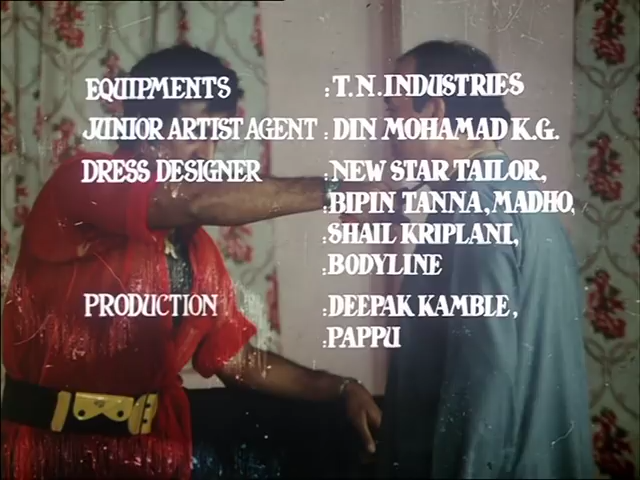 EQUIPMENTS : T.N. INDUSTRIES
JUNIOR ARTIST AGENT : DIN MOHAMAD K.G.
DRESS DESIGNER : NEW STAR TAILOR,
: BIPIN TANNA, MADHO,
: SHAIL KRIPLANI,
: BODYLINE
PRODUCTION : DEEPAK KAMBLE,
: PAPPU